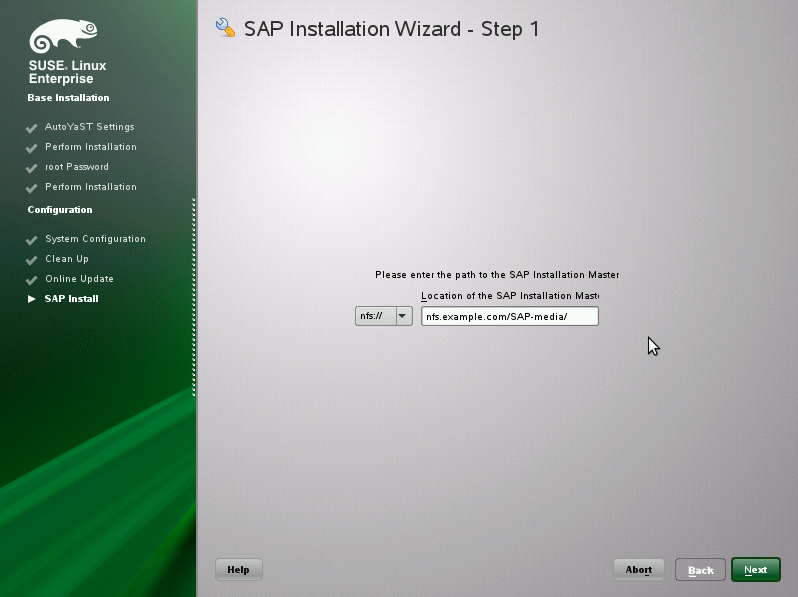 SUSE. Linux
Enterprise
Base Installation
AutoYaST Settings
Perform Installation
root Password
Perform Installation
Configuration
System Configuration
Clean Up
Online Update
SAP Install
SAP Installation Wizard - Step 1
Please enter the path to the SAP Installation Master
Location of the SAP Installation Maste
nfs:// nfs.example.com/SAP-media/
Help Abort Back Next